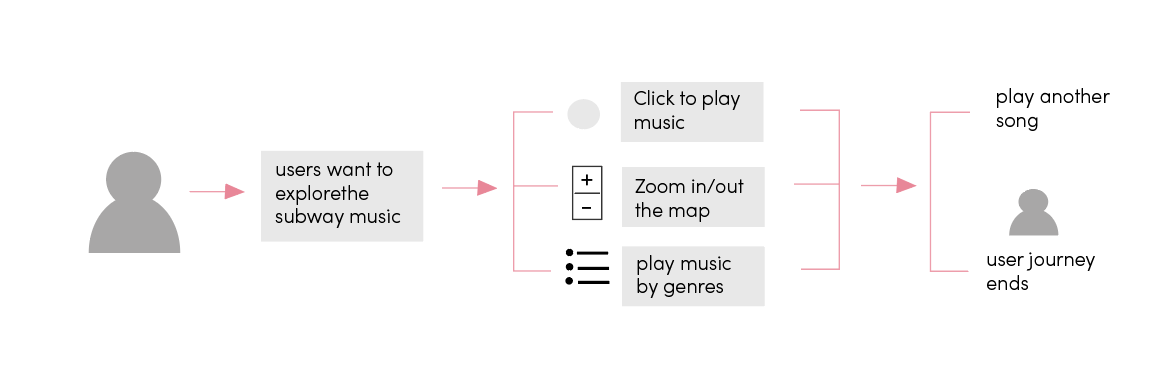 users want to
explorethe
subway music
Click to play
music
+
Zoom in/out
the map
-
play music
by genres
play another
song
user journey
ends